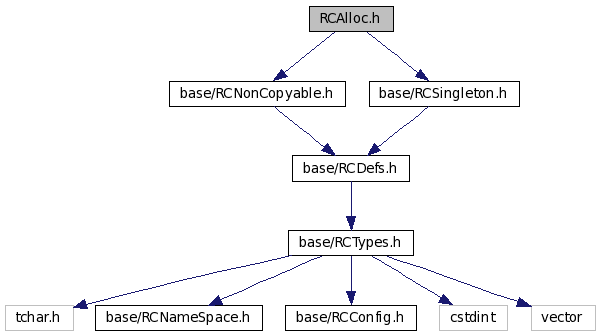 RCAlloc.h
base/RCNonCopyable.h
base/RCSingleton.h
base/RCDefs.h
base/RCTypes.h
tchar.h
base/RCNameSpace.h
base/RCConfig.h
cstdint
vector